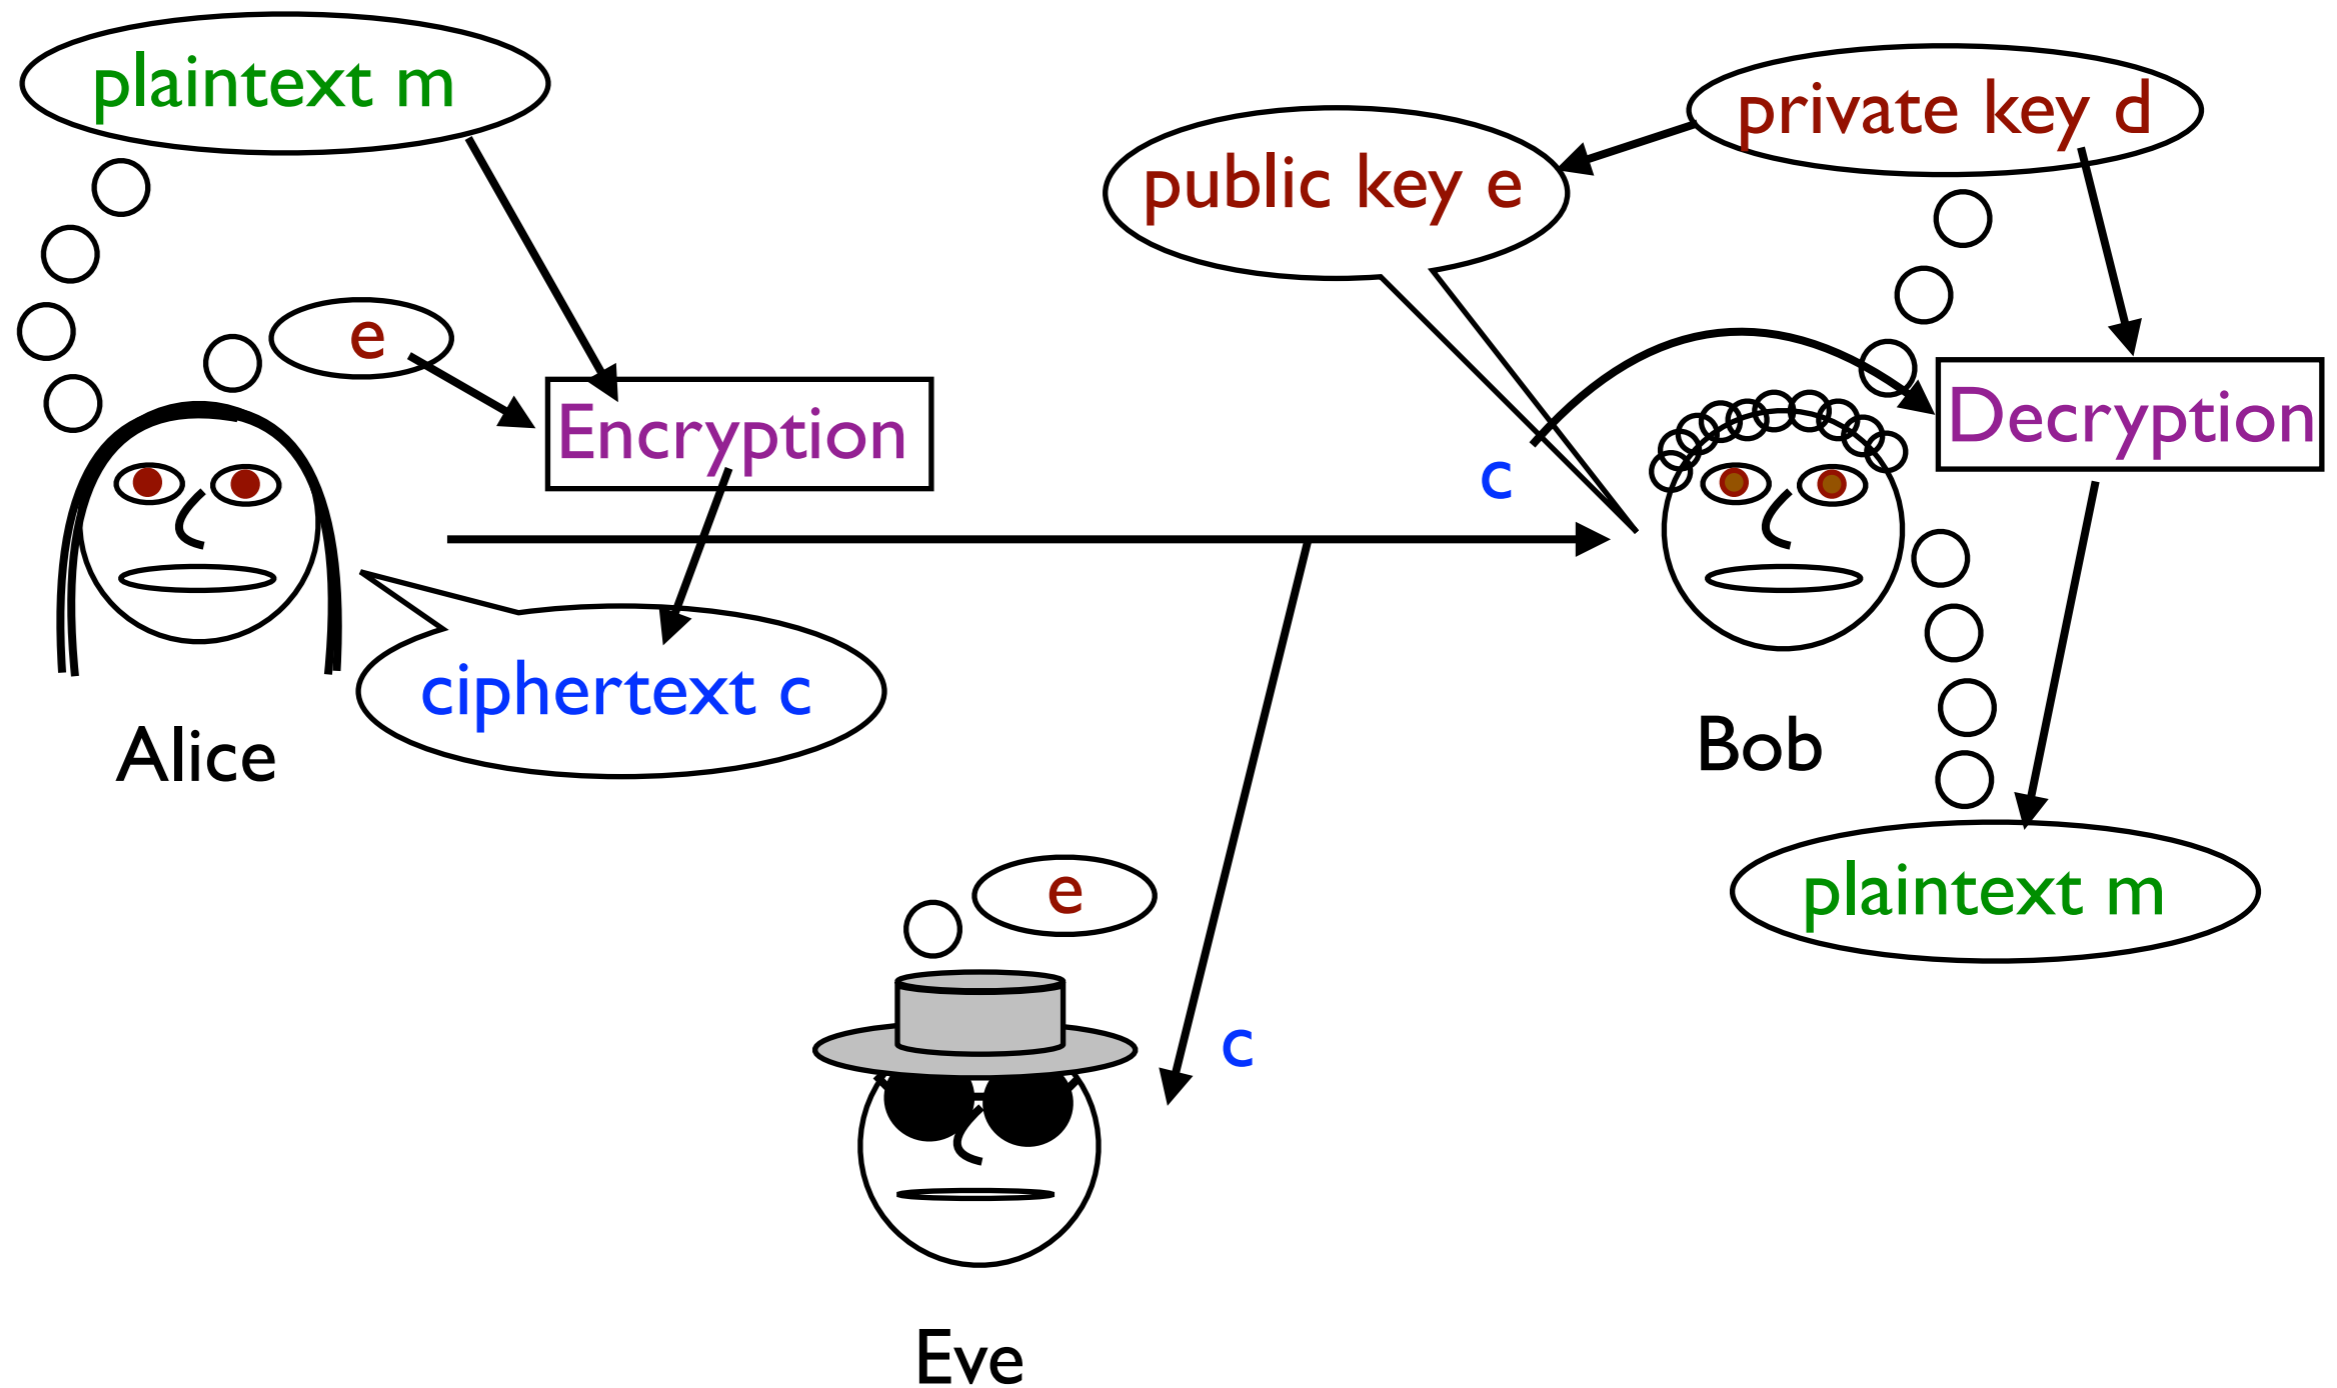 plaintext m
private key d
public key e
e
Encryption
Decryption
c
ciphertext c
Alice
Bob
e
plaintext m
c
Eve